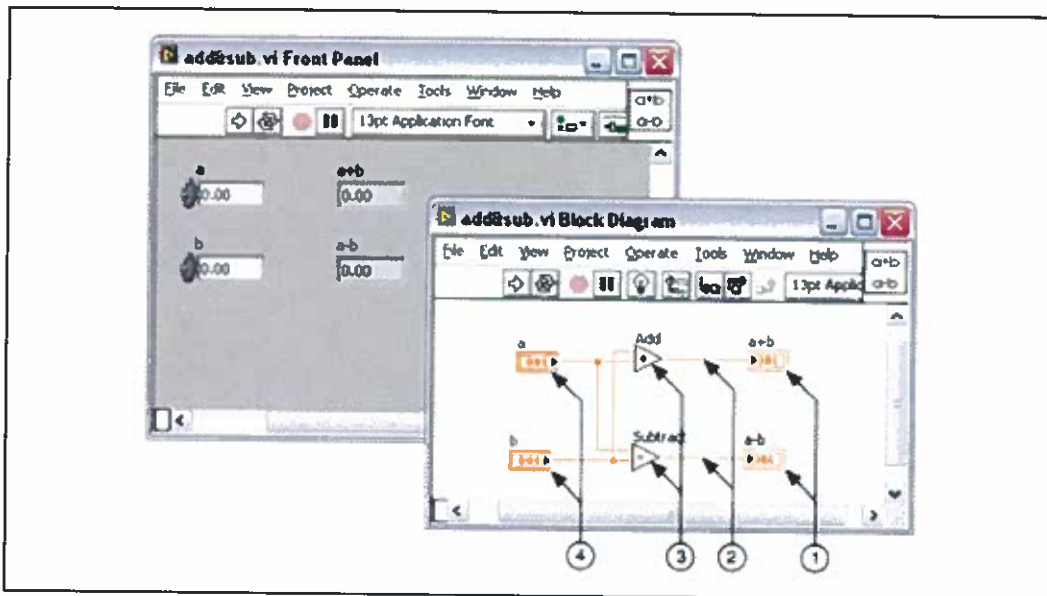 add&sub.vi Front Panel
File Edit View Project Operate Tools Window Help
13pt Application Font
a+b
a-b
a
0.00
a+b
0.00
b
0.00
a-b
0.00
add&sub.vi Block Diagram
File Edit View Project Operate Tools Window Help
13pt Applic
a+b
a-b
a
Add
a+b
b
Subtract
a-b
4
3
2
1